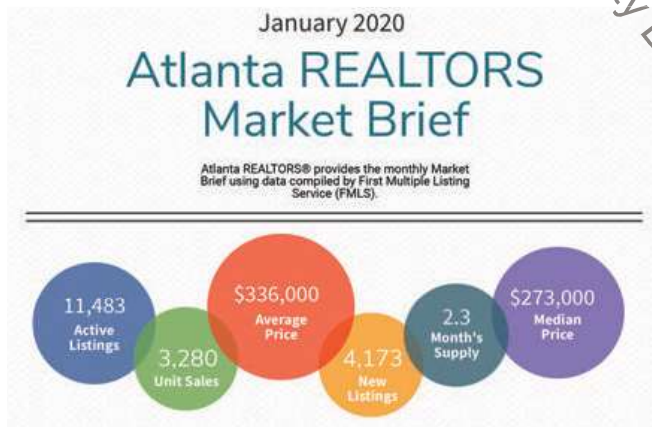 January 2020
Atlanta REALTORS
Market Brief
Atlanta REALTORS® provides the monthly Market
Brief using data compiled by First Multiple Listing
Service (FMLS).
11,483
Active
Listings
3,280
Unit Sales
$336,000
Average
Price
4,173
New
Listings
2.3
Month's
Supply
$273,000
Median
Price